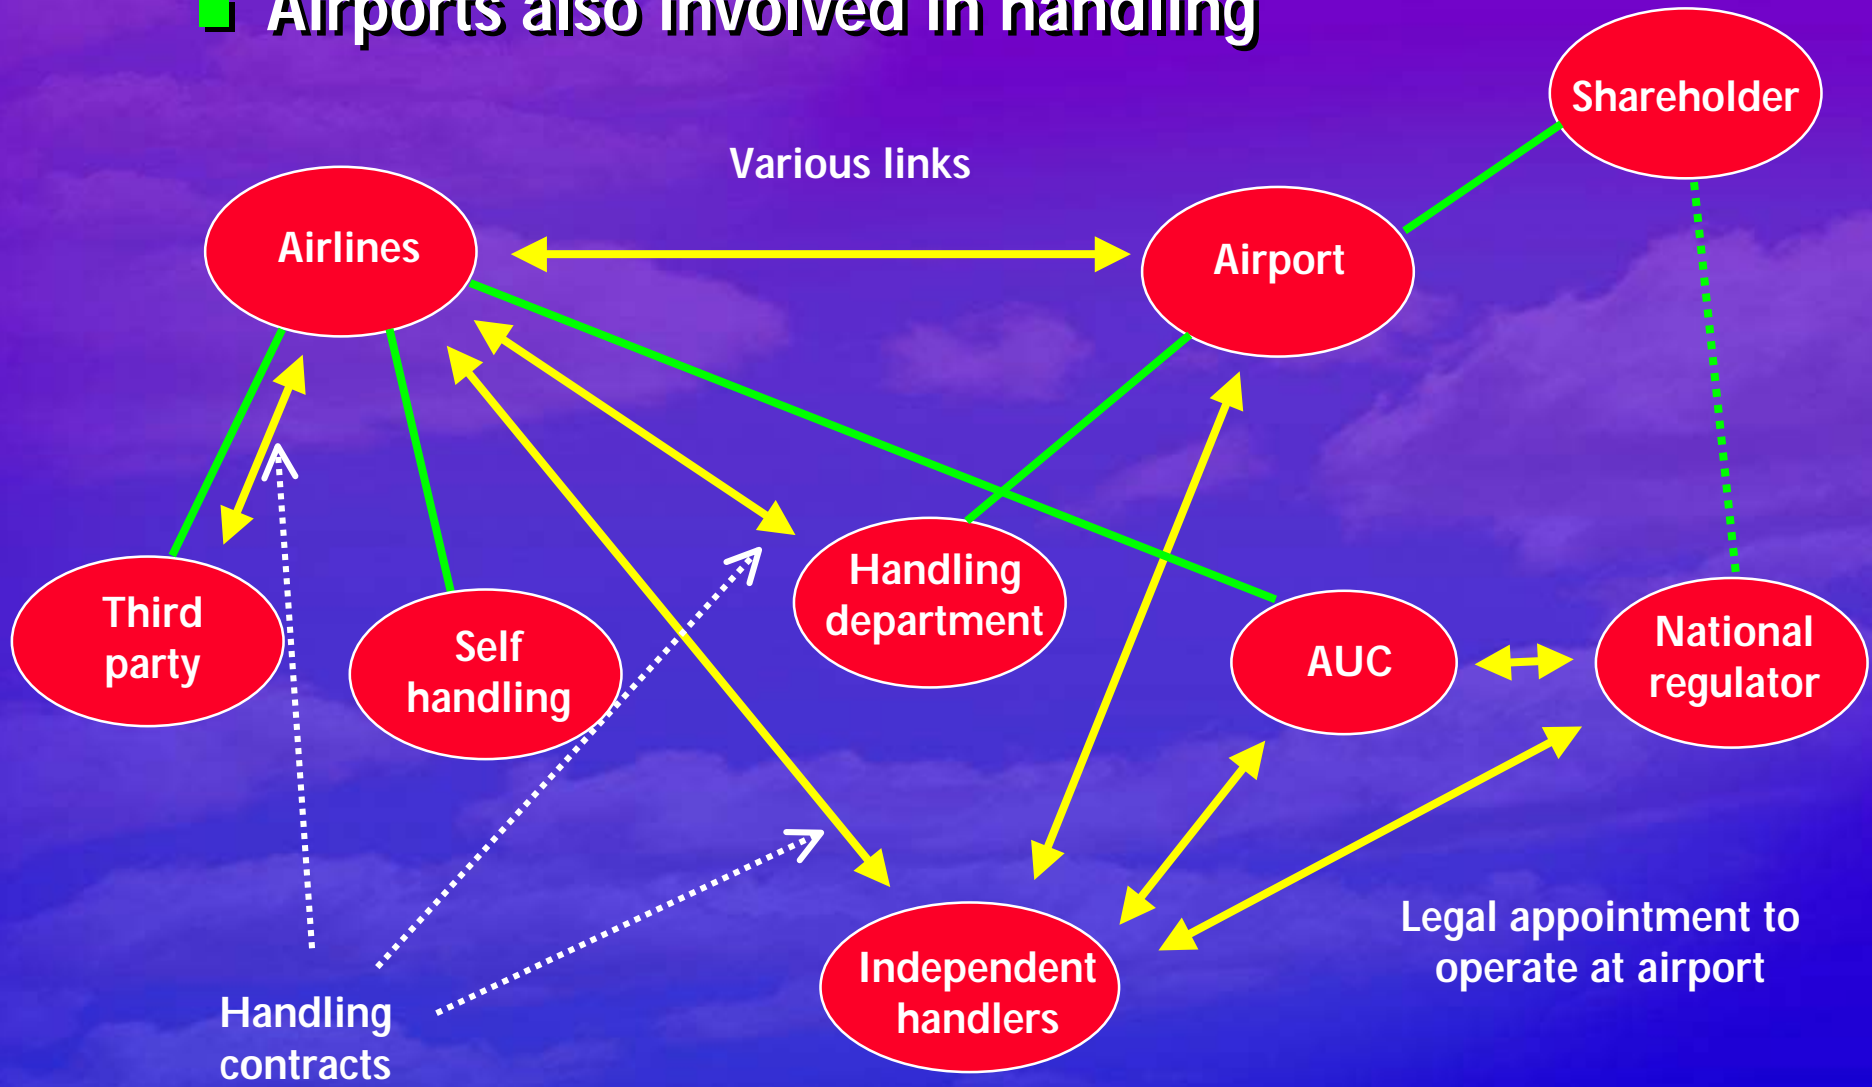 Airports also involved in handling
Shareholder
Various links
Airlines
Airport
Third
party
Self
handling
Handling
department
AUC
National
regulator
Independent
handlers
Legal appointment to
operate at airport
Handling
contracts